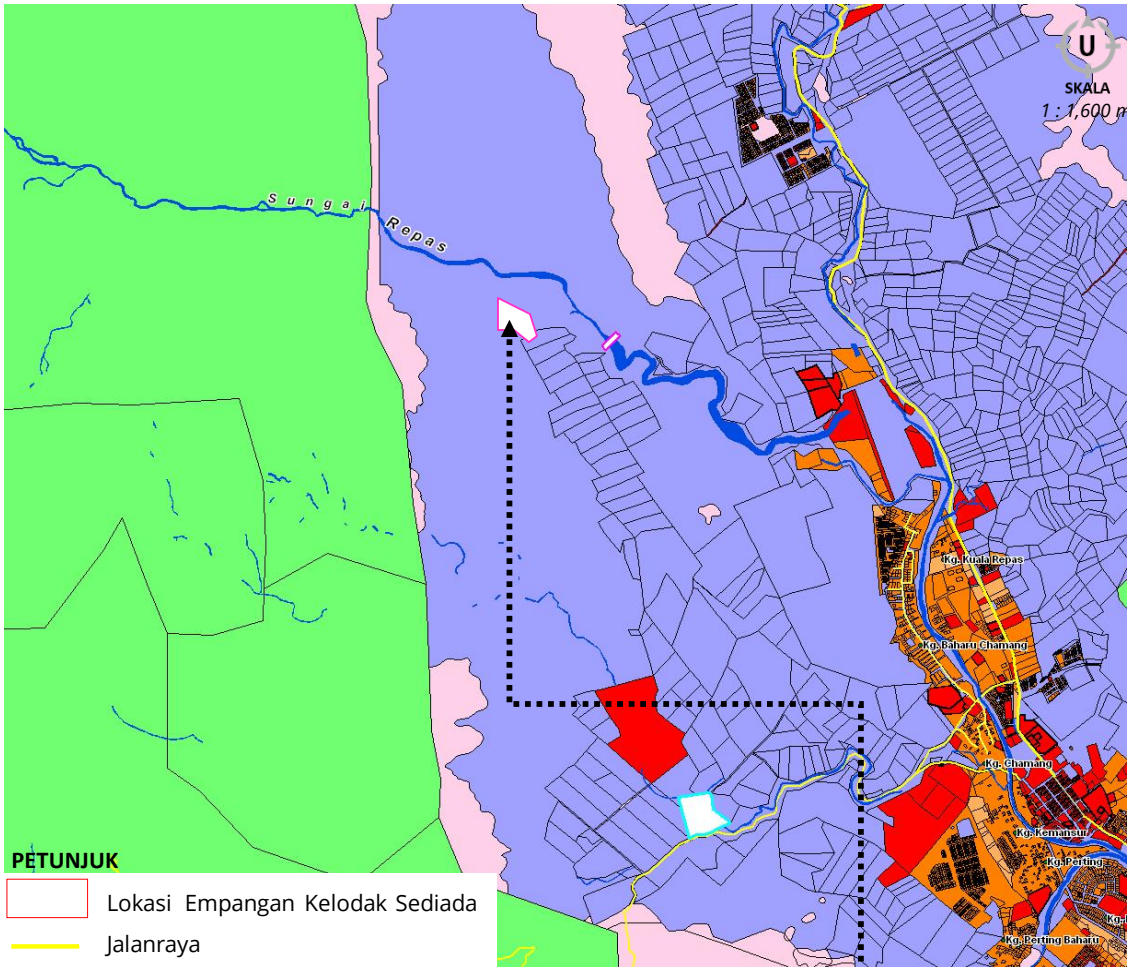 U
SKALA
1 : 1,600 m
Sungai Repas
Kg. Kuala Repas
Kg. Baharu Chamang
Kg. Chamang
Kg. Kemansur
Kg. Perting
Kg. Perting Baharu
PETUNJUK
Lokasi Empangan Kelodak Sediada
Jalanraya